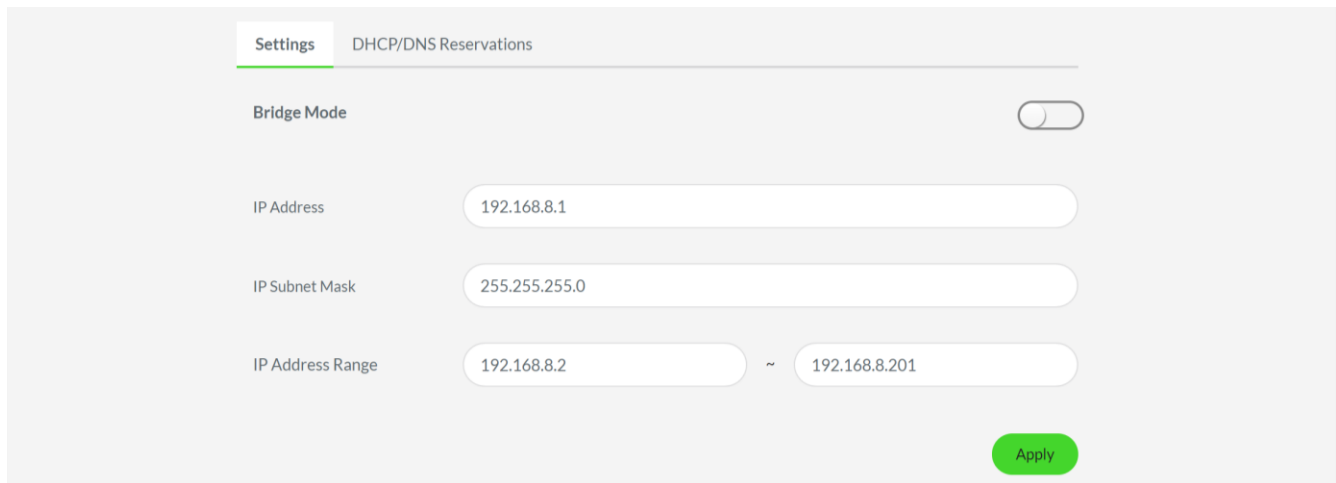 Settings DHCP/DNS Reservations
Bridge Mode
IP Address 192.168.8.1
IP Subnet Mask 255.255.255.0
IP Address Range 192.168.8.2 ~ 192.168.8.201
Apply